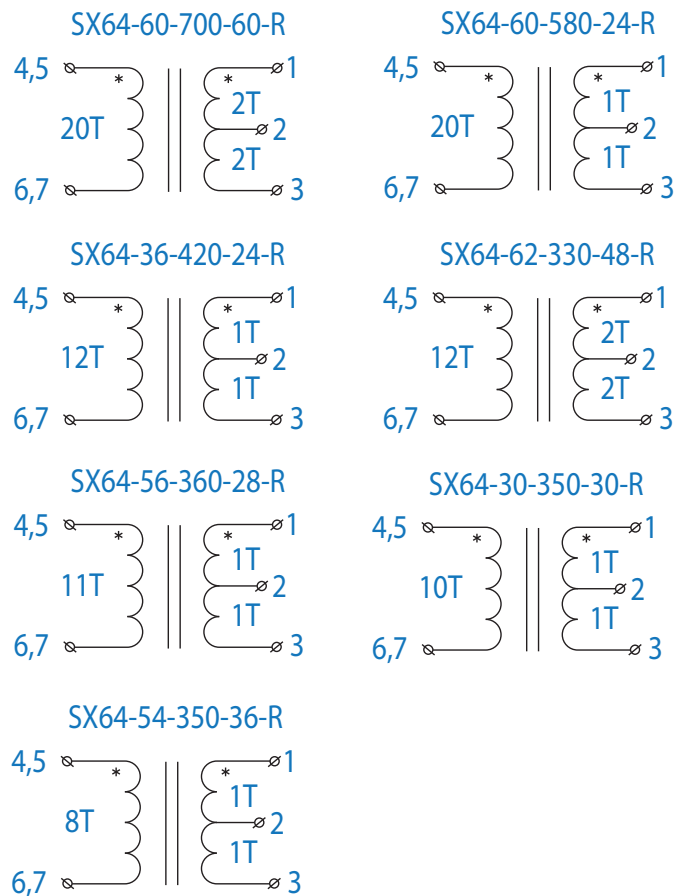 SX64-60-700-60-R
4,5 * * 1
2T
20T 2
2T
6,7 3
SX64-60-580-24-R
4,5 * * 1
1T
20T 2
1T
6,7 3
SX64-36-420-24-R
4,5 * * 1
1T
12T 2
1T
6,7 3
SX64-62-330-48-R
4,5 * * 1
2T
12T 2
2T
6,7 3
SX64-56-360-28-R
4,5 * * 1
1T
11T 2
1T
6,7 3
SX64-30-350-30-R
4,5 * * 1
1T
10T 2
1T
6,7 3
SX64-54-350-36-R
4,5 * * 1
1T
8T 2
1T
6,7 3